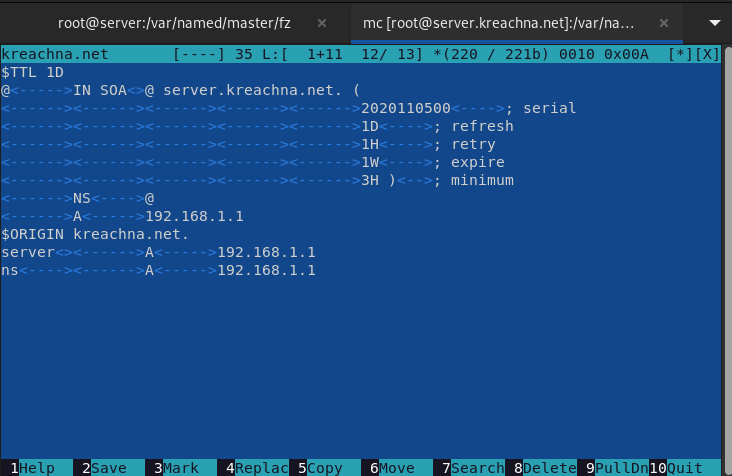 root@server:/var/named/master/fz × mc [root@server.kreachna.net]:/var/na... ×
kreachna.net [----] 35 L:[ 1+11 12/ 13] *(220 / 221b) 0010 0x00A [*][X]
$TTL 1D
@<----->IN SOA<>@ server.kreachna.net. (
<------><------><------><------><------>2020110500<---->; serial
<------><------><------><------><------>1D<---->; refresh
<------><------><------><------><------>1H<---->; retry
<------><------><------><------><------>1W<---->; expire
<------><------><------><------><------>3H )<-->; minimum
<------>NS<---->@
<------>A<----->192.168.1.1
$ORIGIN kreachna.net.
server<><------>A<----->192.168.1.1
ns<----><------>A<----->192.168.1.1
1Help 2Save 3Mark 4Replac 5Copy 6Move 7Search 8Delete 9PullDn 10Quit